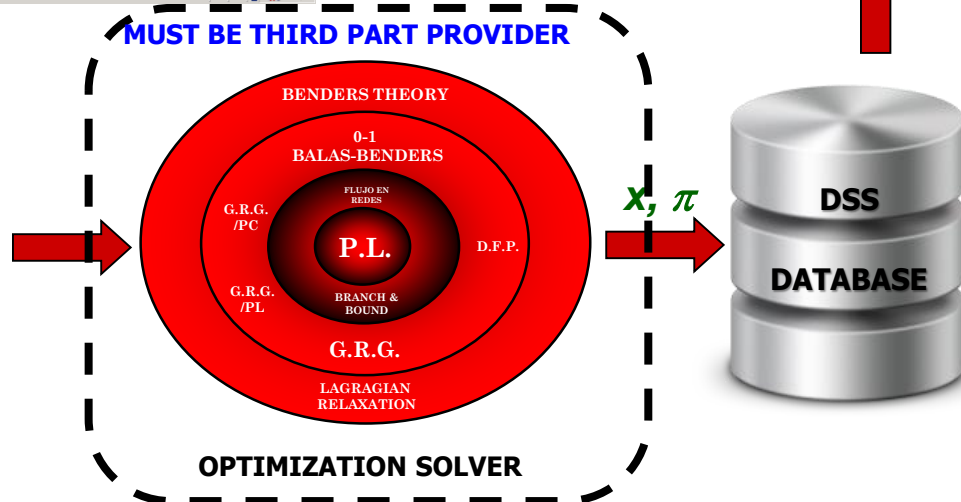 MUST BE THIRD PART PROVIDER
BENDERS THEORY
0-1
BALAS-BENDERS
FLUJO EN
REDES
G.R.G.
/PC
P.L.
D.F.P.
G.R.G.
/PL
BRANCH &
BOUND
G.R.G.
LAGRAGIAN
RELAXATION
OPTIMIZATION SOLVER
x, π
DSS
DATABASE